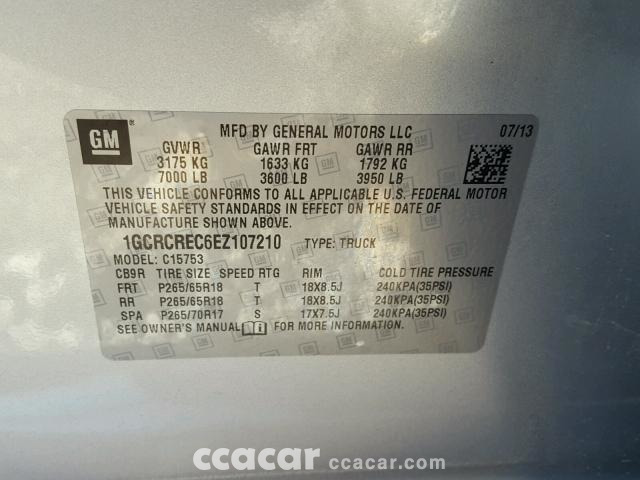 GM ®
MFD BY GENERAL MOTORS LLC 07/13
GVWR GAWR FRT GAWR RR
3175 KG 1633 KG 1792 KG
7000 LB 3600 LB 3950 LB
THIS VEHICLE CONFORMS TO ALL APPLICABLE U.S. FEDERAL MOTOR
VEHICLE SAFETY STANDARDS IN EFFECT ON THE DATE OF
MANUFACTURE SHOWN ABOVE.
1GCRCREC6EZ107210 TYPE: TRUCK
MODEL: C15753
CB9R TIRE SIZE SPEED RTG RIM COLD TIRE PRESSURE
FRT P265/65R18 T 18X8.5J 240KPA(35PSI)
RR P265/65R18 T 18X8.5J 240KPA(35PSI)
SPA P265/70R17 S 17X7.5J 240KPA(35PSI)
SEE OWNER'S MANUAL FOR MORE INFORMATION.
ccacar ccacar.com